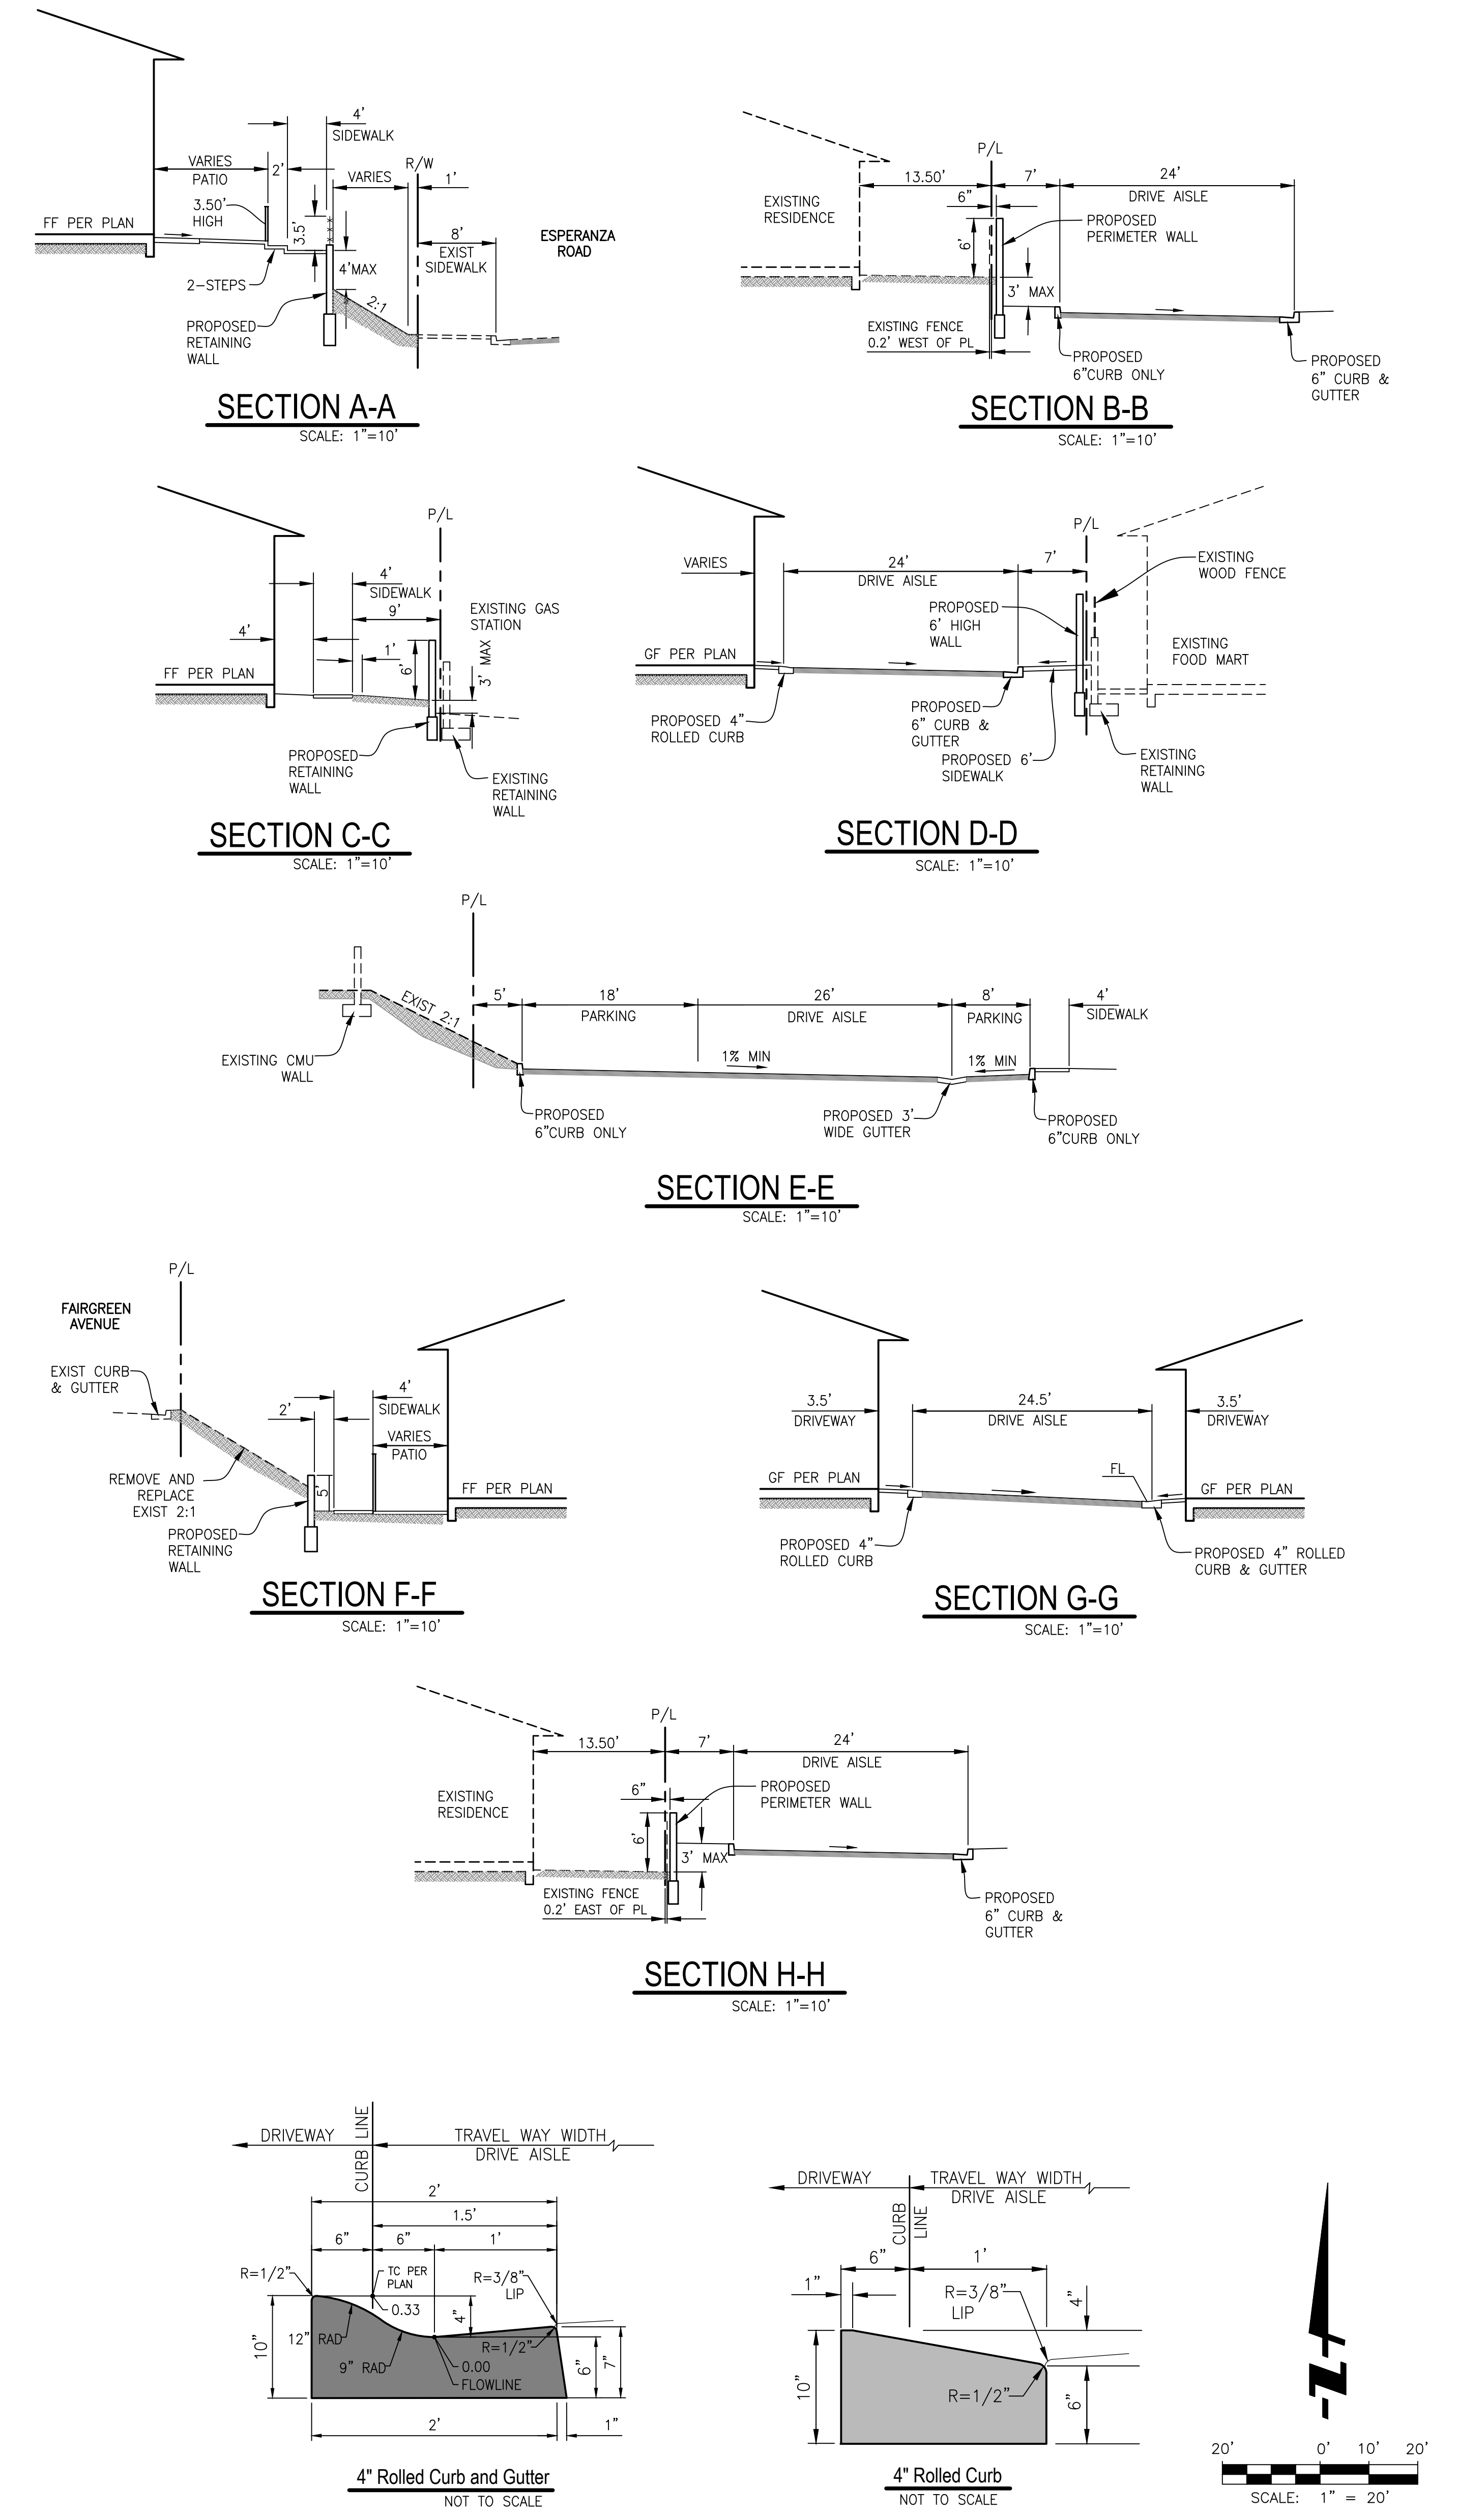 4'
SIDEWALK
VARIES
PATIO
2'
VARIES
R/W
1'
3.50'
HIGH
3.5'
FF PER PLAN
8'
EXIST
SIDEWALK
ESPERANZA
ROAD
4'MAX
2-STEPS
2:1
PROPOSED
RETAINING
WALL
SECTION A-A
SCALE: 1"=10'
P/L
13.50'
7'
24'
DRIVE AISLE
6"
EXISTING
RESIDENCE
PROPOSED
PERIMETER WALL
6'
3' MAX
EXISTING FENCE
0.2' WEST OF PL
PROPOSED
6"CURB ONLY
PROPOSED
6" CURB &
GUTTER
SECTION B-B
SCALE: 1"=10'
P/L
4'
SIDEWALK
9'
EXISTING GAS
STATION
4'
1'
6'
3' MAX
FF PER PLAN
PROPOSED
RETAINING
WALL
EXISTING
RETAINING
WALL
SECTION C-C
SCALE: 1"=10'
P/L
VARIES
24'
DRIVE AISLE
7'
EXISTING
WOOD FENCE
PROPOSED
6' HIGH
WALL
EXISTING
FOOD MART
GF PER PLAN
PROPOSED 4"
ROLLED CURB
PROPOSED
6" CURB &
GUTTER
PROPOSED 6'
SIDEWALK
EXISTING
RETAINING
WALL
SECTION D-D
SCALE: 1"=10'
P/L
EXIST 2:1
5'
18'
PARKING
26'
DRIVE AISLE
8'
PARKING
4'
SIDEWALK
EXISTING CMU
WALL
1% MIN
1% MIN
PROPOSED
6"CURB ONLY
PROPOSED 3'
WIDE GUTTER
PROPOSED
6"CURB ONLY
SECTION E-E
SCALE: 1"=10'
P/L
FAIRGREEN
AVENUE
EXIST CURB
& GUTTER
4'
SIDEWALK
2'
VARIES
PATIO
5'
REMOVE AND
REPLACE
EXIST 2:1
FF PER PLAN
PROPOSED
RETAINING
WALL
SECTION F-F
SCALE: 1"=10'
3.5'
DRIVEWAY
24.5'
DRIVE AISLE
3.5'
DRIVEWAY
GF PER PLAN
FL
GF PER PLAN
PROPOSED 4"
ROLLED CURB
PROPOSED 4" ROLLED
CURB & GUTTER
SECTION G-G
SCALE: 1"=10'
P/L
13.50'
7'
24'
DRIVE AISLE
6"
EXISTING
RESIDENCE
PROPOSED
PERIMETER WALL
6'
3' MAX
EXISTING FENCE
0.2' EAST OF PL
PROPOSED
6" CURB &
GUTTER
SECTION H-H
SCALE: 1"=10'
DRIVEWAY
CURB LINE
TRAVEL WAY WIDTH
DRIVE AISLE
2'
1.5'
6"
6"
1'
R=1/2"
TC PER
PLAN
0.33
R=3/8"
LIP
4"
10"
12" RAD
9" RAD
R=1/2"
0.00
FLOWLINE
6"
7"
2'
1"
4" Rolled Curb and Gutter
NOT TO SCALE
DRIVEWAY
CURB
LINE
TRAVEL WAY WIDTH
DRIVE AISLE
6"
1'
1"
R=3/8"
LIP
4"
10"
R=1/2"
6"
4" Rolled Curb
NOT TO SCALE
N
20'
0'
10'
20'
SCALE: 1" = 20'